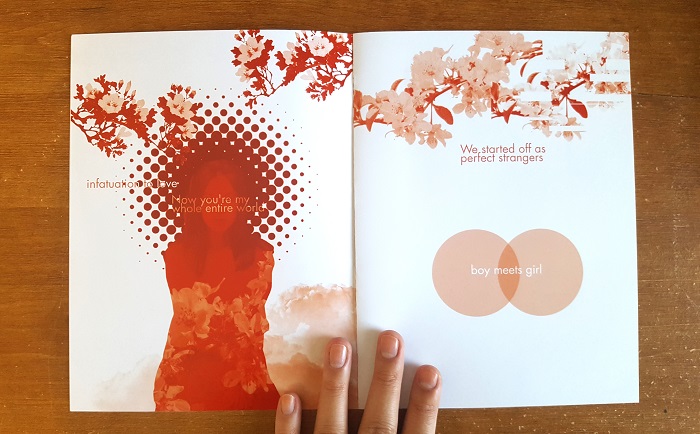 infatuation to love
Now you're my
whole entire world
We started off as
perfect strangers
boy meets girl